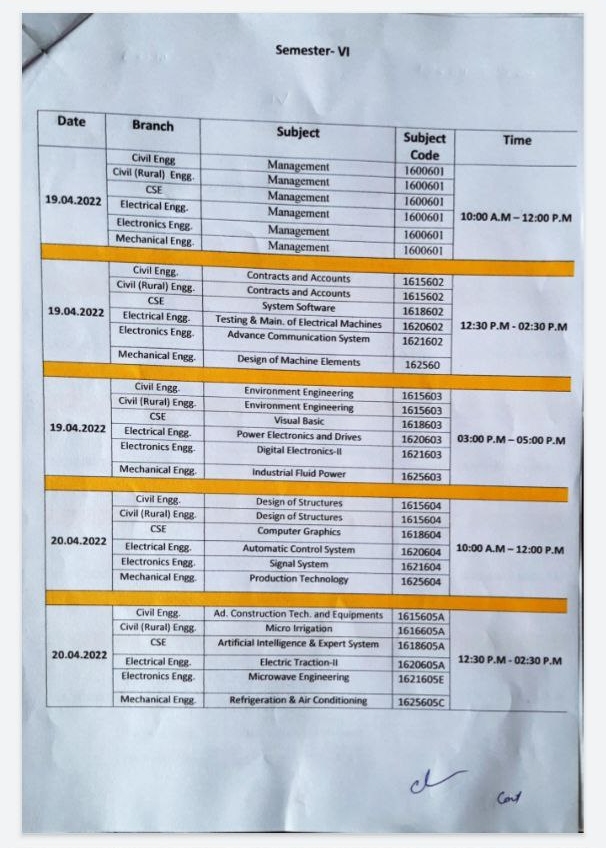 Semester- VI
Date Branch Subject Subject Code Time
19.04.2022 10:00 A.M – 12:00 P.M
Civil Engg Management 1600601
Civil (Rural) Engg. Management 1600601
CSE Management 1600601
Electrical Engg. Management 1600601
Electronics Engg. Management 1600601
Mechanical Engg. Management 1600601
19.04.2022 12:30 P.M - 02:30 P.M
Civil Engg. Contracts and Accounts 1615602
Civil (Rural) Engg. Contracts and Accounts 1615602
CSE System Software 1618602
Electrical Engg. Testing & Main. of Electrical Machines 1620602
Electronics Engg. Advance Communication System 1621602
Mechanical Engg. Design of Machine Elements 162560
19.04.2022 03:00 P.M – 05:00 P.M
Civil Engg. Environment Engineering 1615603
Civil (Rural) Engg. Environment Engineering 1615603
CSE Visual Basic 1618603
Electrical Engg. Power Electronics and Drives 1620603
Electronics Engg. Digital Electronics-II 1621603
Mechanical Engg. Industrial Fluid Power 1625603
20.04.2022 10:00 A.M – 12:00 P.M
Civil Engg. Design of Structures 1615604
Civil (Rural) Engg. Design of Structures 1615604
CSE Computer Graphics 1618604
Electrical Engg. Automatic Control System 1620604
Electronics Engg. Signal System 1621604
Mechanical Engg. Production Technology 1625604
20.04.2022 12:30 P.M - 02:30 P.M
Civil Engg. Ad. Construction Tech. and Equipments 1615605A
Civil (Rural) Engg. Micro Irrigation 1616605A
CSE Artificial Intelligence & Expert System 1618605A
Electrical Engg. Electric Traction-II 1620605A
Electronics Engg. Microwave Engineering 1621605E
Mechanical Engg. Refrigeration & Air Conditioning 1625605C
Cont